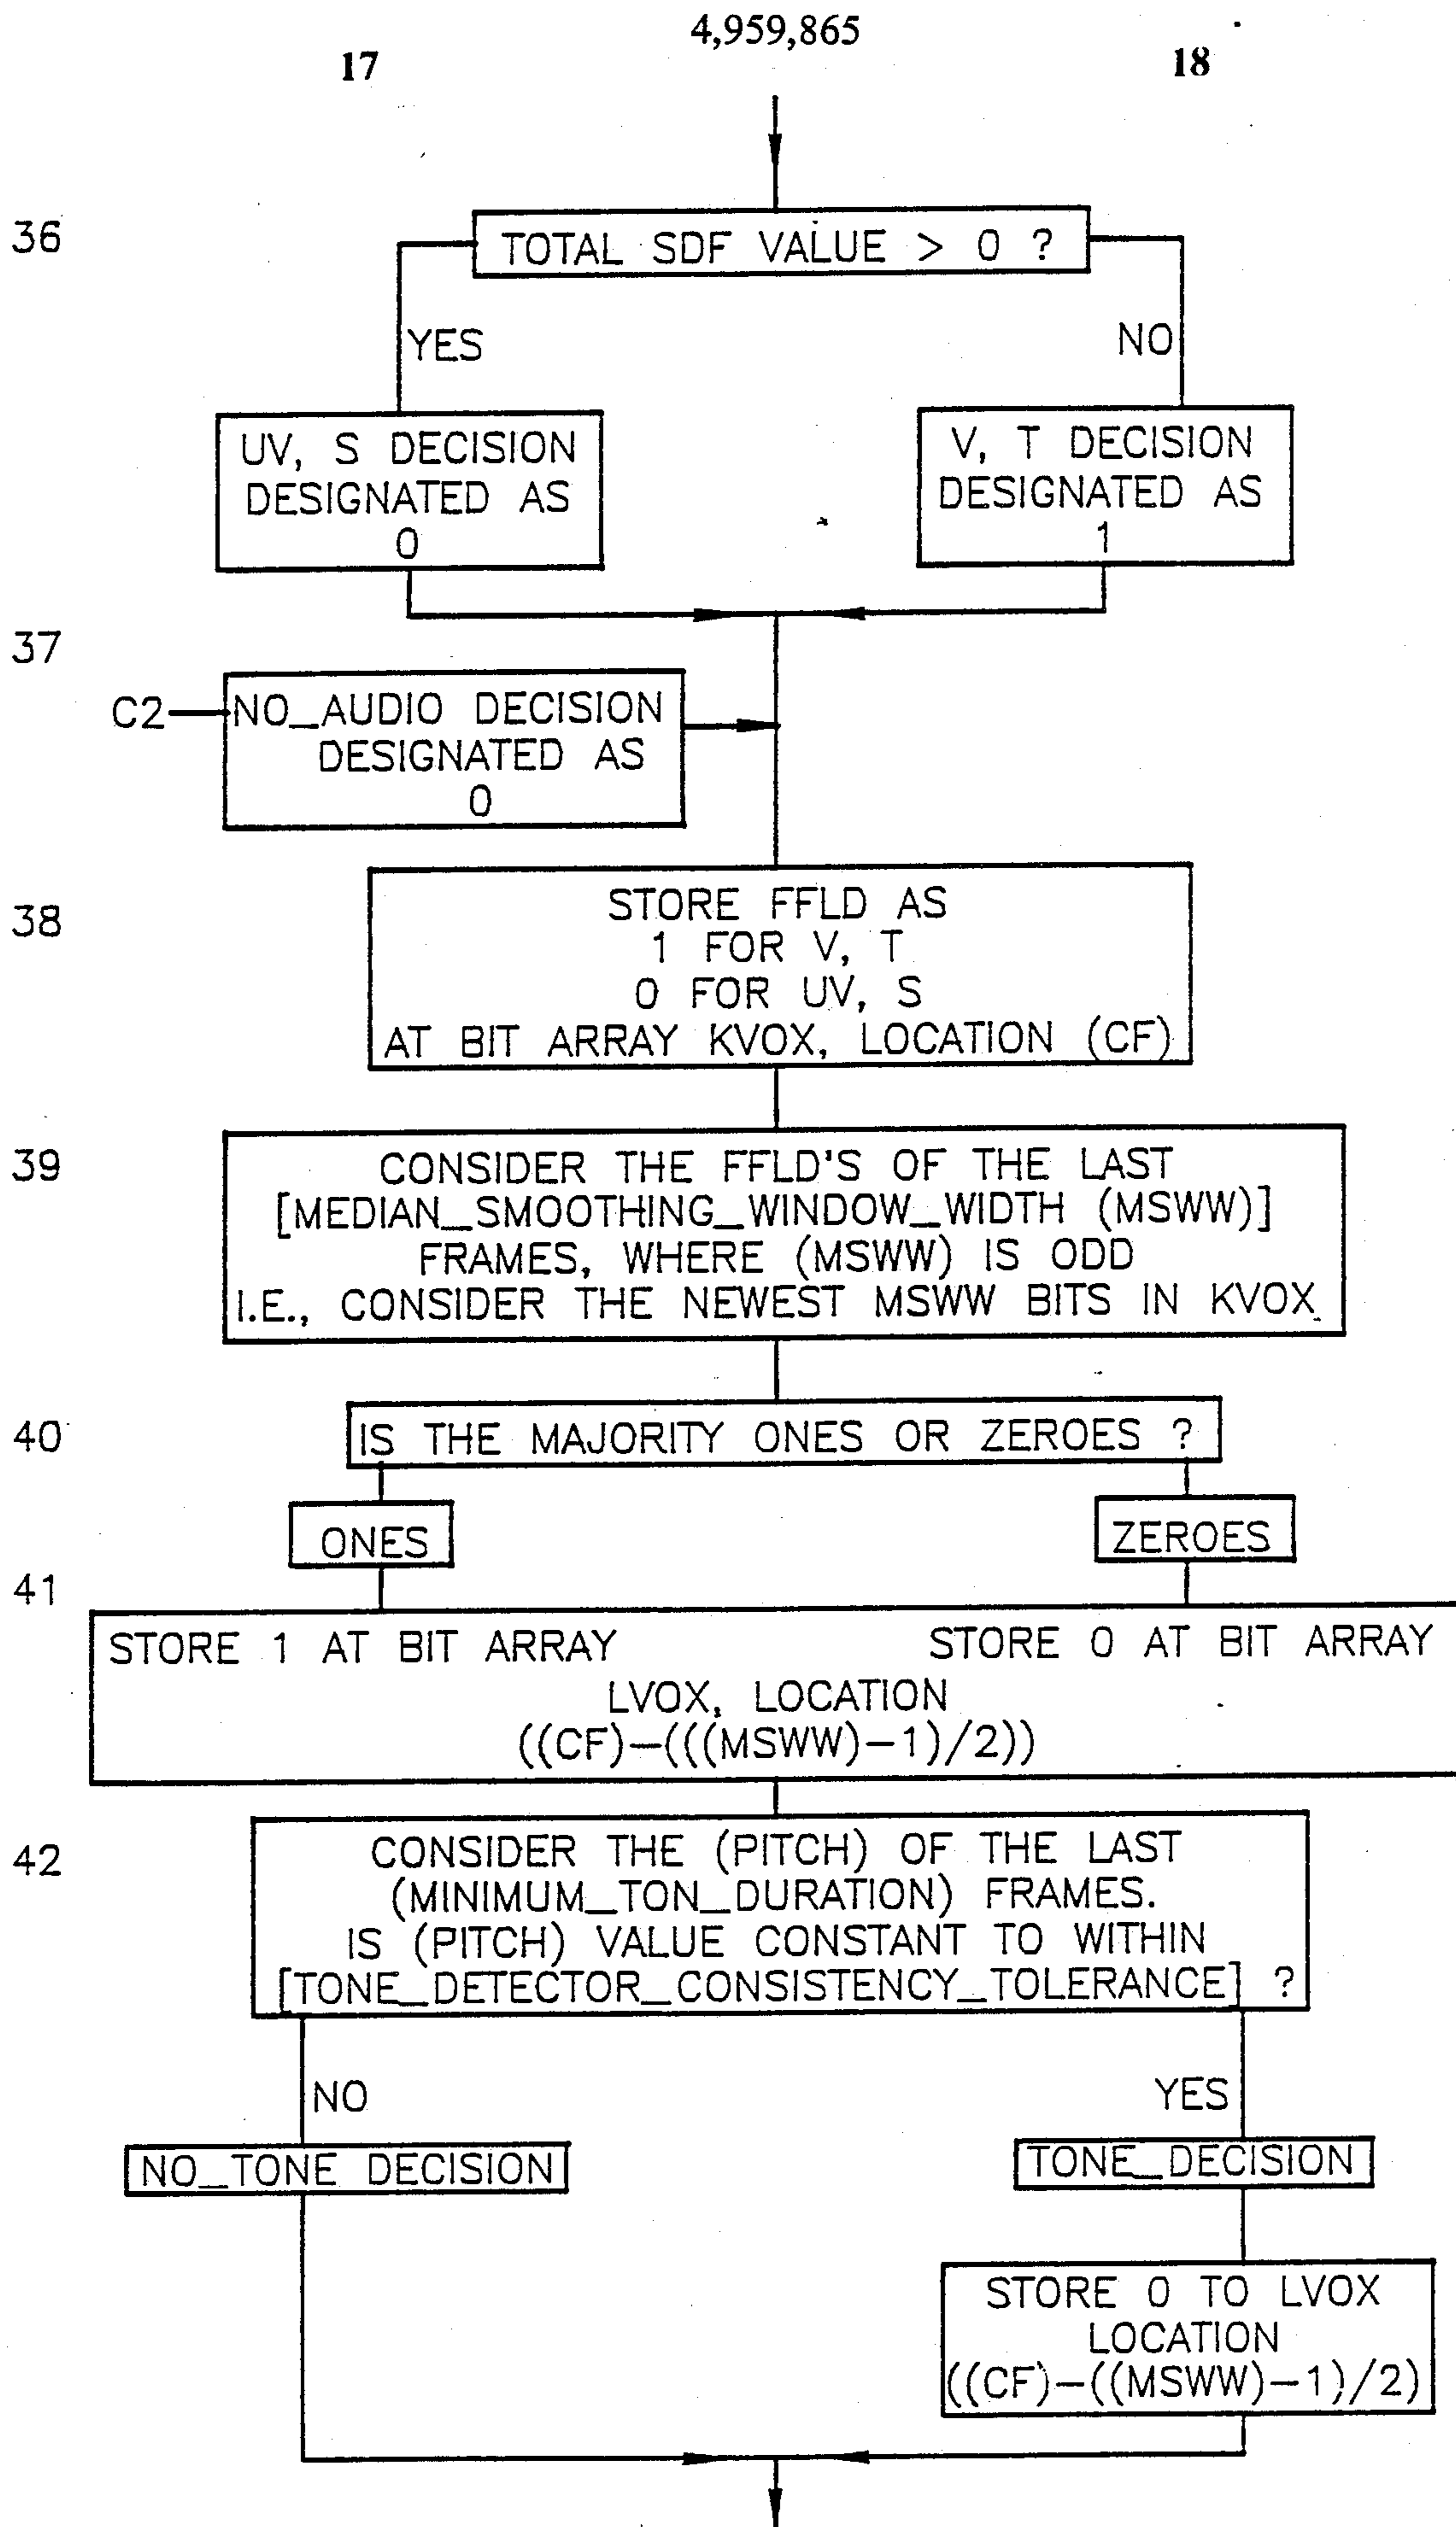 4,959,865
17
18
36
TOTAL SDF VALUE > 0 ?
YES
NO
UV, S DECISION
DESIGNATED AS
0
V, T DECISION
DESIGNATED AS
1
37
C2
NO_AUDIO DECISION
DESIGNATED AS
0
38
STORE FFLD AS
1 FOR V, T
0 FOR UV, S
AT BIT ARRAY KVOX, LOCATION (CF)
39
CONSIDER THE FFLD'S OF THE LAST
[MEDIAN_SMOOTHING_WINDOW_WIDTH (MSWW)]
FRAMES, WHERE (MSWW) IS ODD
I.E., CONSIDER THE NEWEST MSWW BITS IN KVOX
40
IS THE MAJORITY ONES OR ZEROES ?
ONES
ZEROES
41
STORE 1 AT BIT ARRAY
STORE 0 AT BIT ARRAY
LVOX, LOCATION
((CF)-(((MSWW)-1)/2))
42
CONSIDER THE (PITCH) OF THE LAST
(MINIMUM_TON_DURATION) FRAMES.
IS (PITCH) VALUE CONSTANT TO WITHIN
[TONE_DETECTOR_CONSISTENCY_TOLERANCE] ?
NO
YES
NO_TONE DECISION
TONE_DECISION
STORE 0 TO LVOX
LOCATION
((CF)-((MSWW)-1)/2)